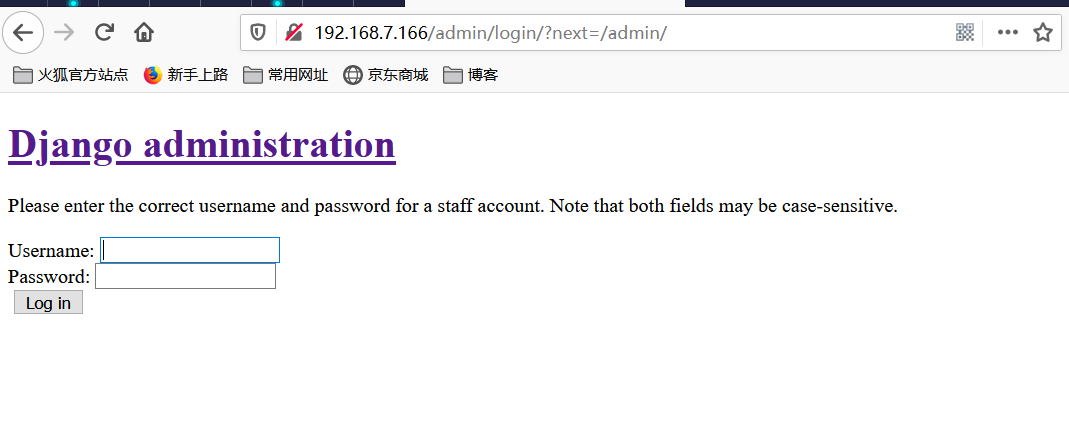 192.168.7.166/admin/login/?next=/admin/
火狐官方站点 新手上路 常用网址 京东商城 博客
Django administration
Please enter the correct username and password for a staff account. Note that both fields may be case-sensitive.
Username:
Password:
Log in